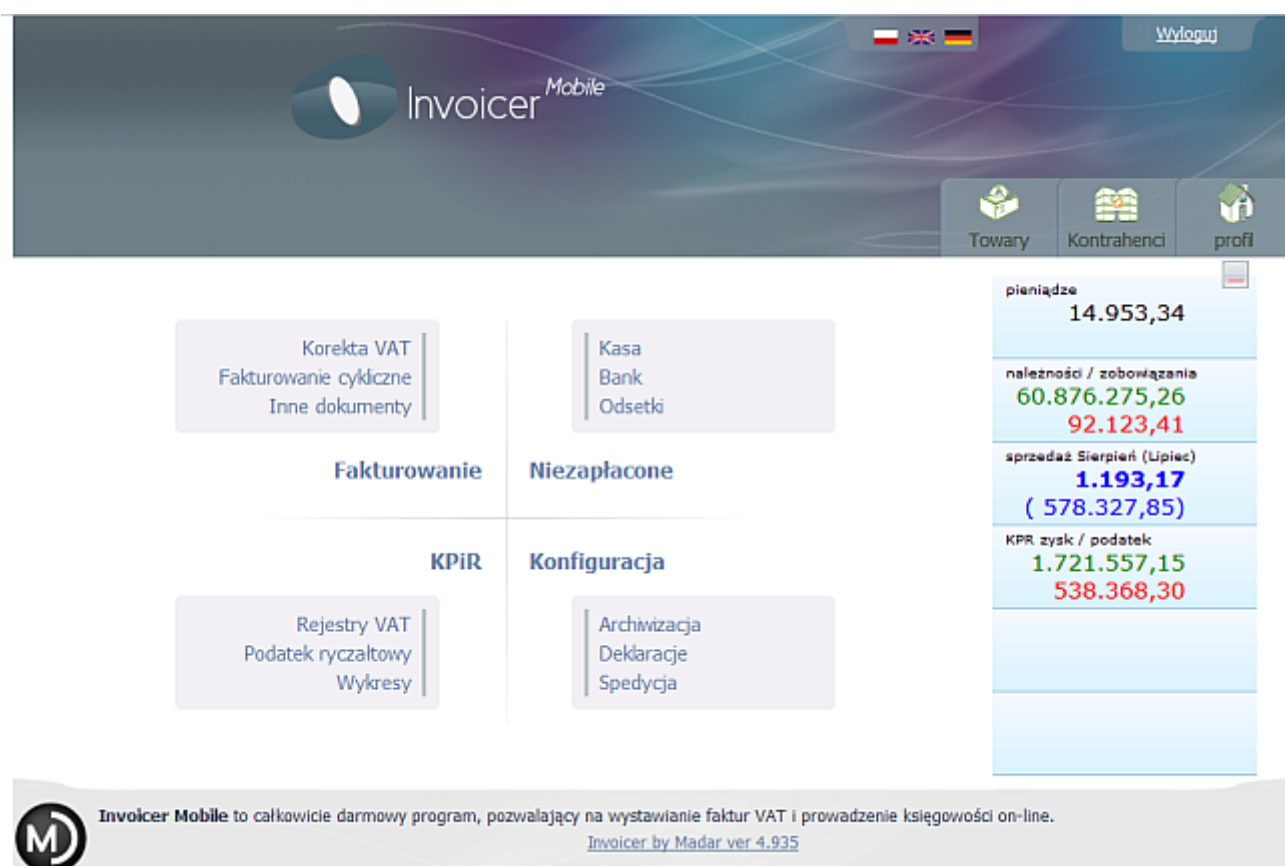 Wyloguj
Invoicer Mobile
Towary
Kontrahenci
profil
Korekta VAT
Fakturowanie cykliczne
Inne dokumenty
Kasa
Bank
Odsetki
Fakturowanie
Niezapłacone
KPiR
Konfiguracja
Rejestry VAT
Podatek ryczałtowy
Wykresy
Archiwizacja
Deklaracje
Spedycja
pieniądze
14.953,34
należności / zobowiązania
60.876.275,26
92.123,41
sprzedaż Sierpień (Lipiec)
1.193,17
( 578.327,85)
KPR zysk / podatek
1.721.557,15
538.368,30
M
Invoicer Mobile to całkowicie darmowy program, pozwalający na wystawianie faktur VAT i prowadzenie księgowości on-line.
Invoicer by Madar ver 4.935